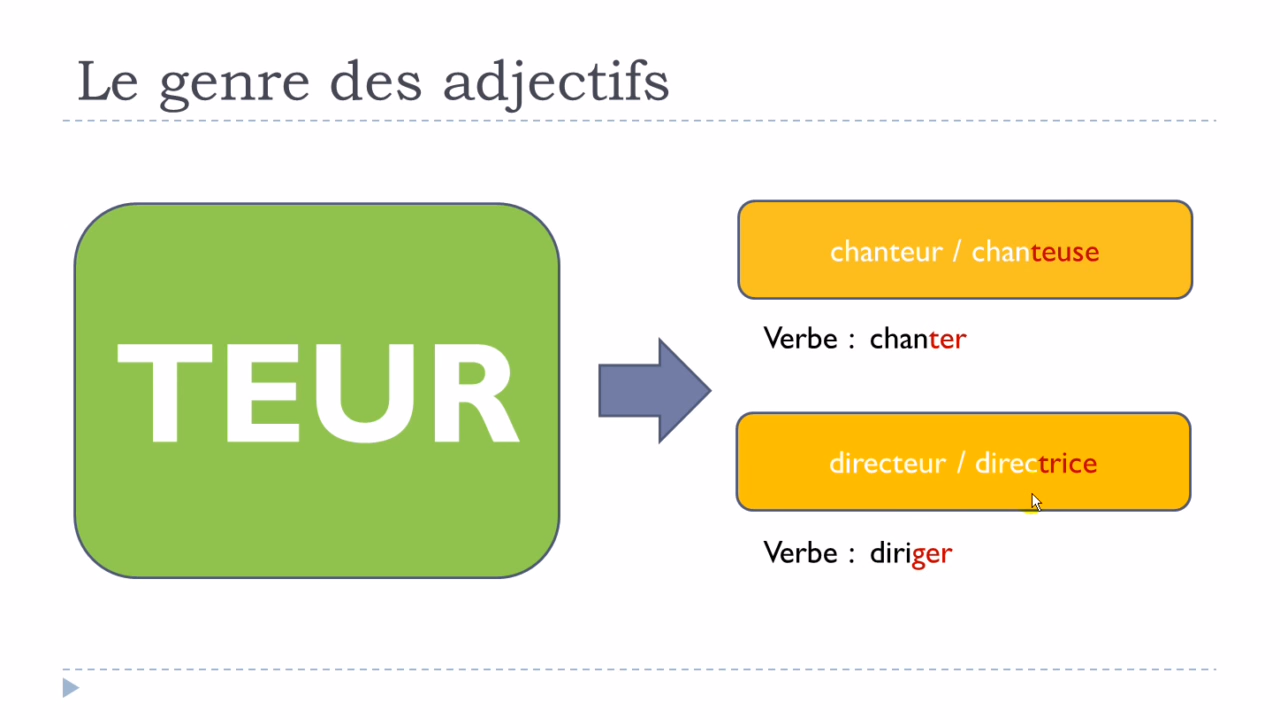 Le genre des adjectifs
TEUR
chanteur / chanteuse
Verbe : chanter
directeur / directrice
Verbe : diriger